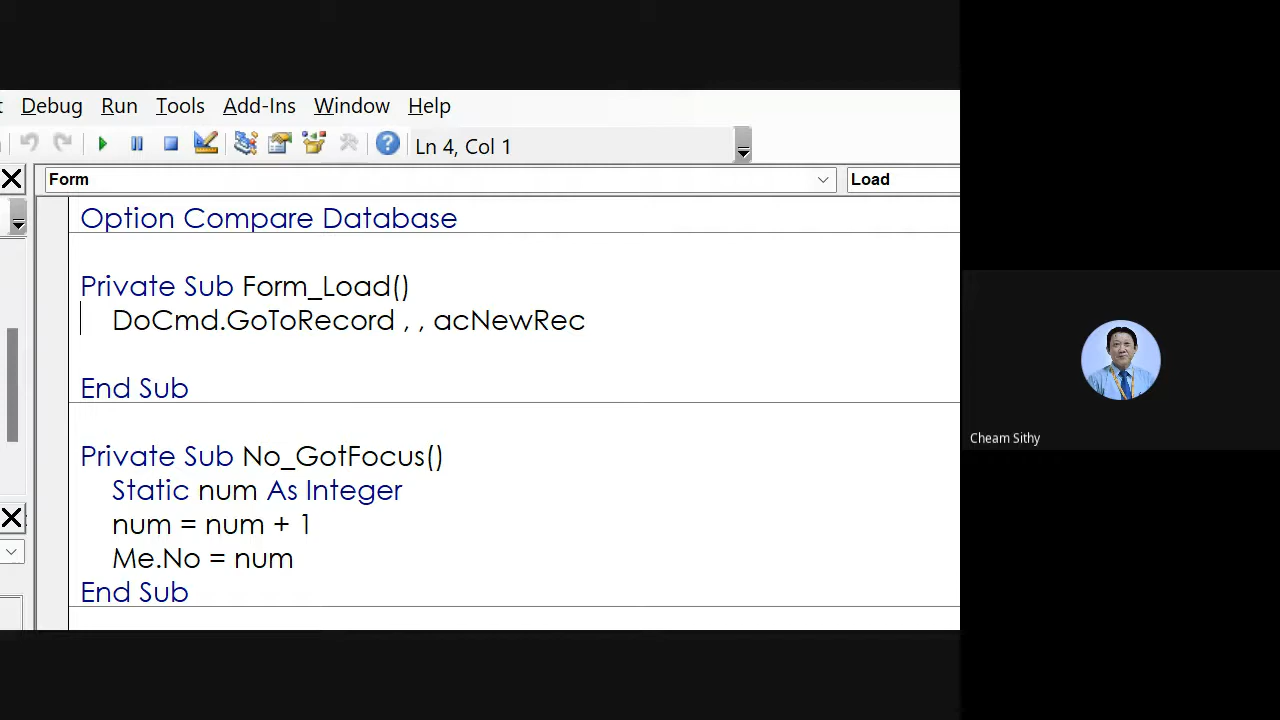 Debug Run Tools Add-Ins Window Help
Ln 4, Col 1
Form Load
Option Compare Database
Private Sub Form_Load()
DoCmd.GoToRecord , , acNewRec
End Sub
Private Sub No_GotFocus()
Static num As Integer
num = num + 1
Me.No = num
End Sub
Cheam Sithy